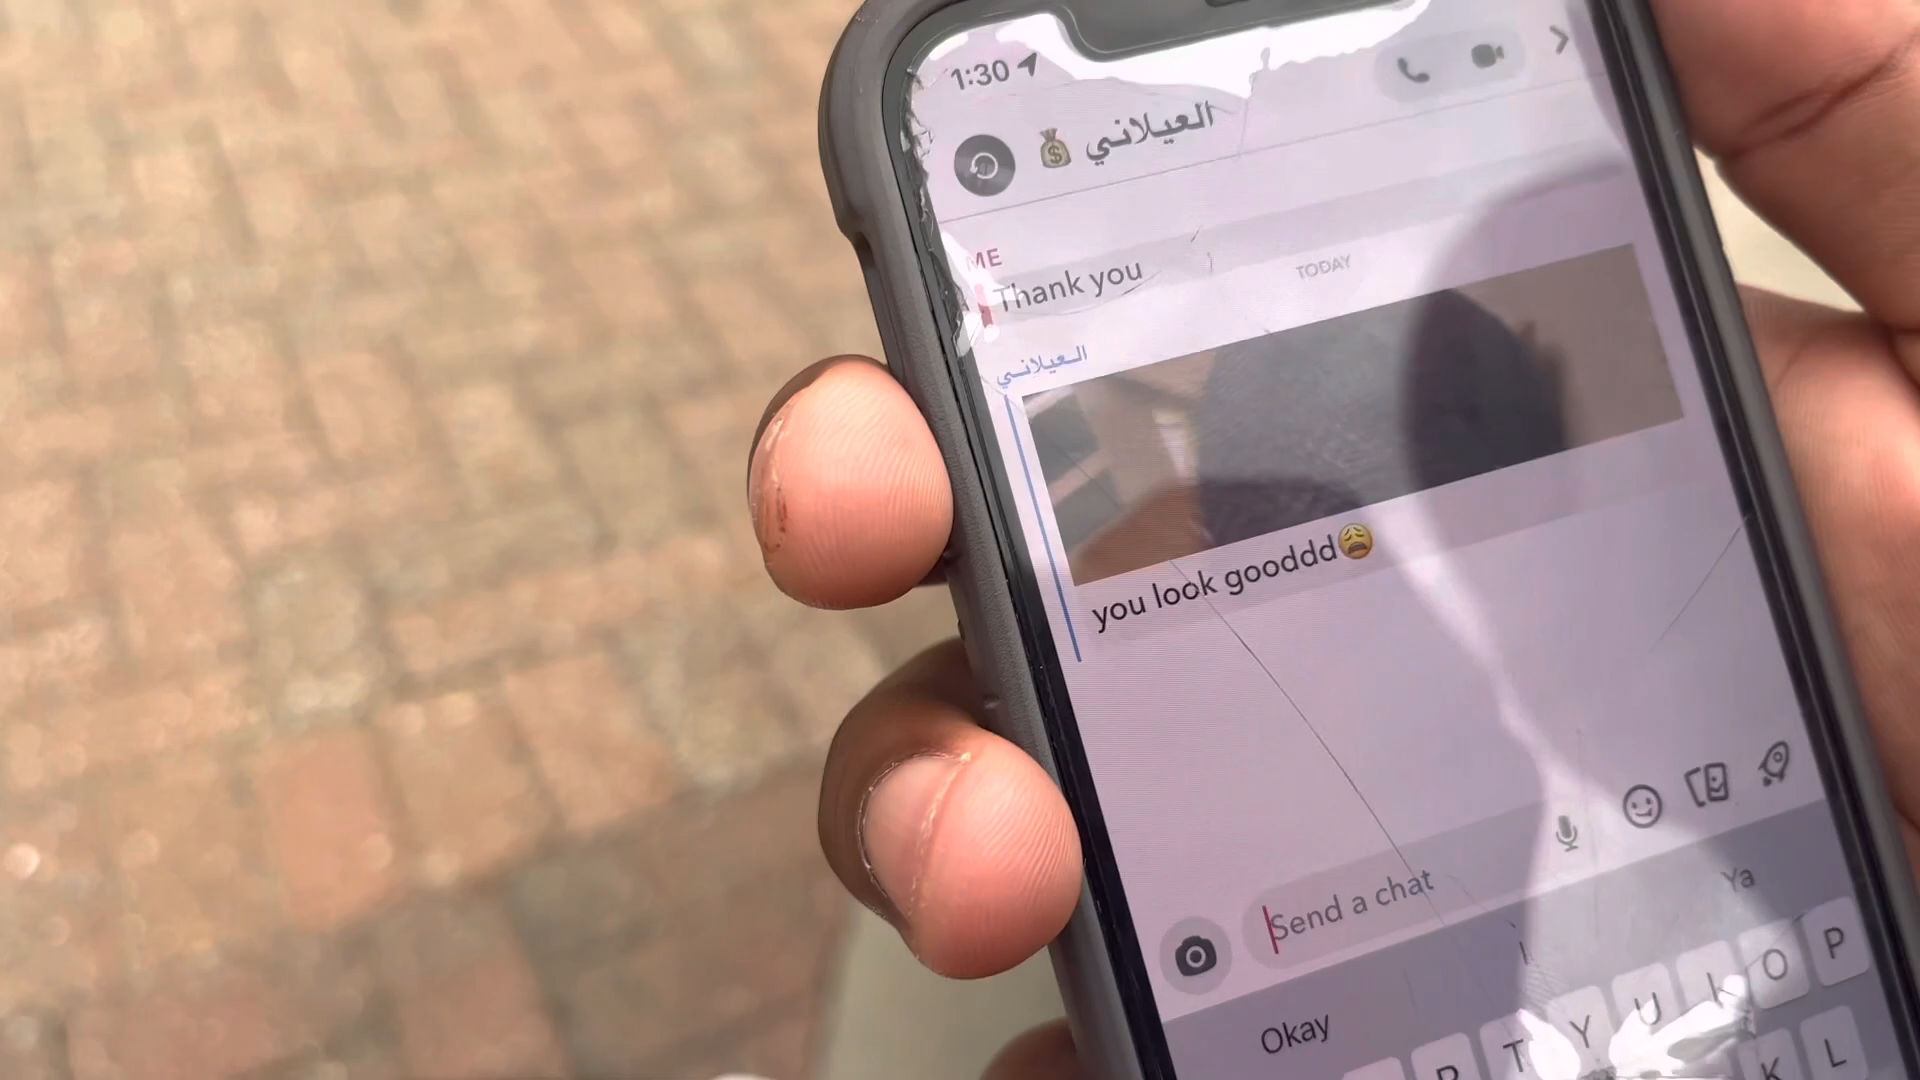 1:30
العيلاني 💰
ME
Thank you
TODAY
العيلاني
you look gooddd😩
Send a chat
Okay
I
Ya
T Y U I O P
K L